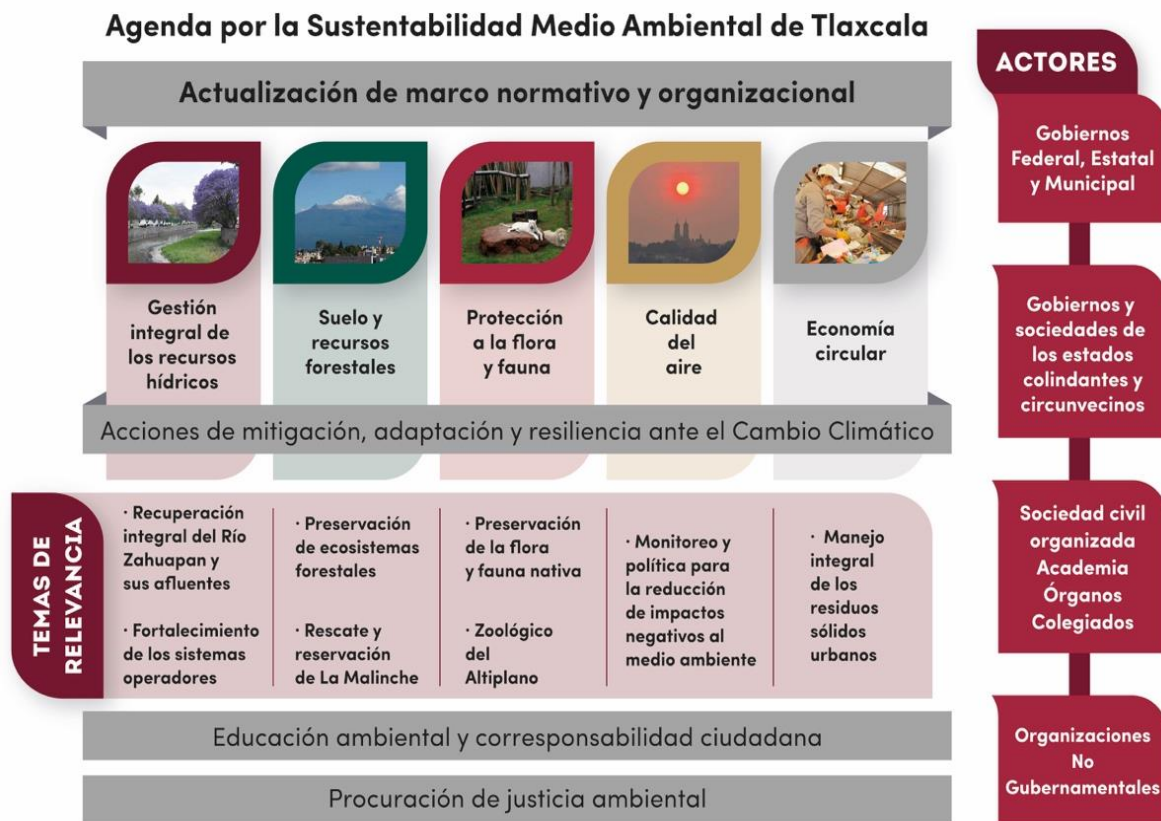 Agenda por la Sustentabilidad Medio Ambiental de Tlaxcala
Actualización de marco normativo y organizacional
Gestión
integral de
los recursos
hídricos
Suelo y
recursos
forestales
Protección
a la flora
y fauna
Calidad
del
aire
Economía
circular
Acciones de mitigación, adaptación y resiliencia ante el Cambio Climático
TEMAS DE
RELEVANCIA
· Recuperación
integral del Río
Zahuapan y
sus afluentes
· Fortalecimiento
de los sistemas
operadores
· Preservación
de ecosistemas
forestales
· Rescate y
reservación
de La Malinche
· Preservación
de la flora
y fauna nativa
· Zoológico
del
Altiplano
· Monitoreo y
política para
la reducción
de impactos
negativos al
medio ambiente
· Manejo
integral
de los
residuos
sólidos
urbanos
Educación ambiental y corresponsabilidad ciudadana
Procuración de justicia ambiental
ACTORES
Gobiernos
Federal, Estatal
y Municipal
Gobiernos y
sociedades de
los estados
colindantes y
circunvecinos
Sociedad civil
organizada
Academia
Órganos
Colegiados
Organizaciones
No
Gubernamentales